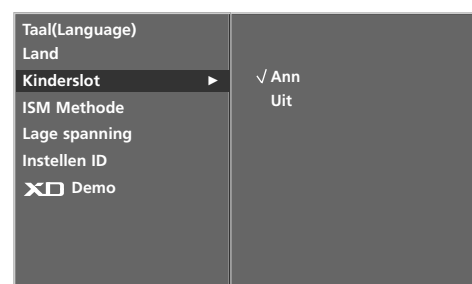 Taal(Language)
Land
Kinderslot ►
ISM Methode
Lage spanning
Instellen ID
XD Demo
√ Ann
Uit